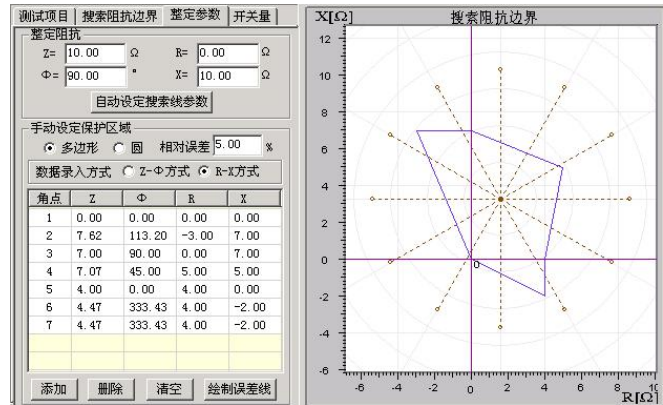 测试项目 搜索阻抗边界 整定参数 开关量
整定阻抗
Z= 10.00 Ω R= 0.00 Ω
Φ= 90.00 ° X= 10.00 Ω
自动设定搜索线参数
手动设定保护区域
多边形 圆 相对误差 5.00 %
数据录入方式 Z-Φ方式 R-X方式
角点 Z Φ R X
1 0.00 0.00 0.00 0.00
2 7.62 113.20 -3.00 7.00
3 7.00 90.00 0.00 7.00
4 7.07 45.00 5.00 5.00
5 4.00 0.00 4.00 0.00
6 4.47 333.43 4.00 -2.00
7 4.47 333.43 4.00 -2.00
添加 删除 清空 绘制误差线
X[Ω] 搜索阻抗边界
12
10
8
6
4
2
0
-2
-4
-6
0
-6 -4 -2 0 2 4 6 8 10
R[Ω]